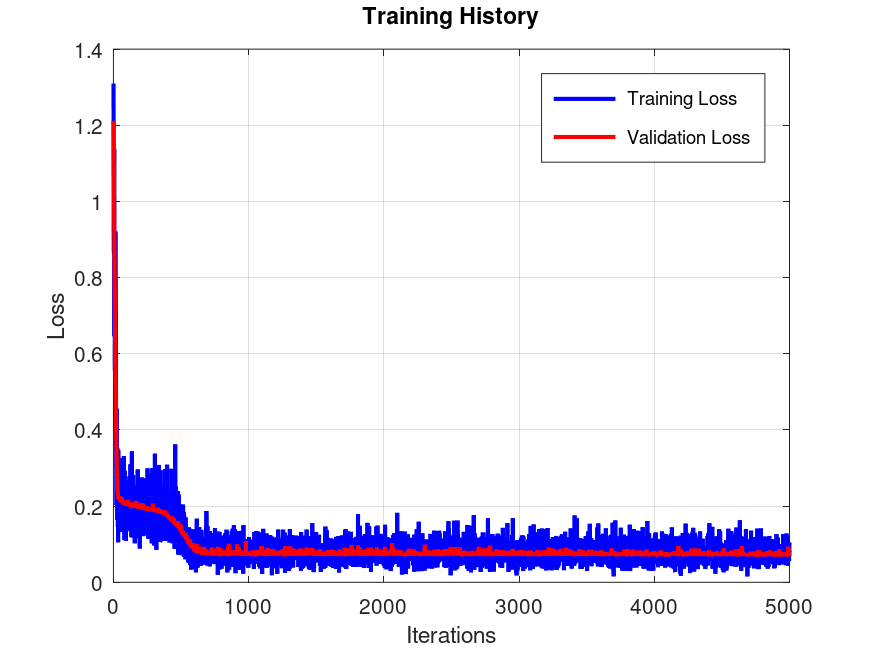 Training History
1.4
1.2
1
0.8
0.6
0.4
0.2
0
Loss
Training Loss
Validation Loss
0 1000 2000 3000 4000 5000
Iterations